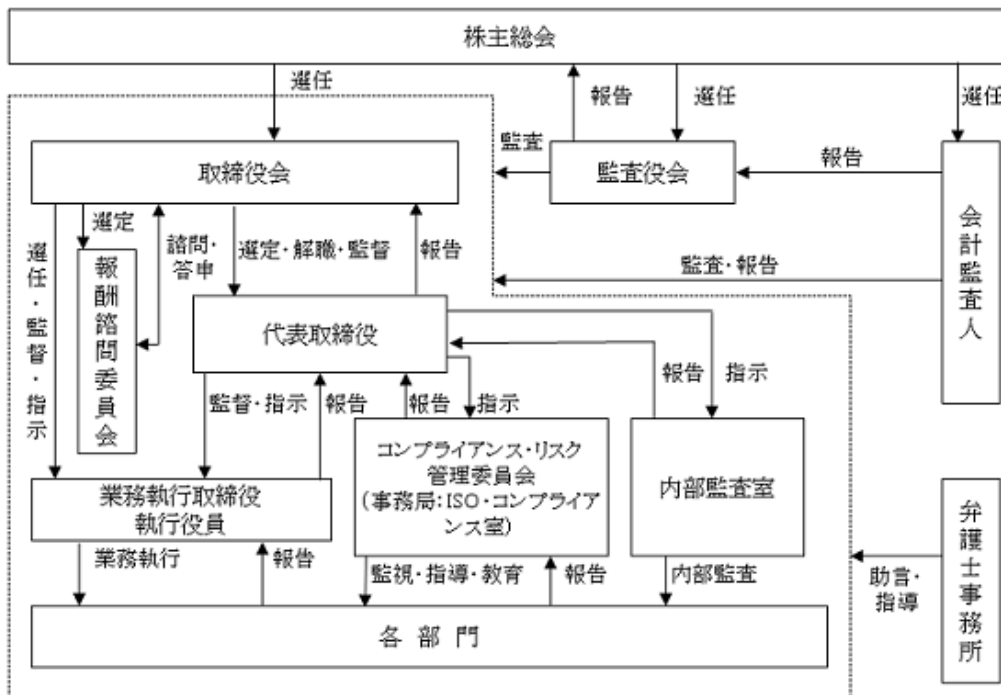 株主総会
選任
報告
選任
選任
取締役会
監査
監査役会
報告
会計監査人
選定
諮問・
答申
選定・解職・監督
報告
監査・報告
選任・監督・指示
報酬諮問委員会
代表取締役
監督・指示
報告
報告
指示
報告
指示
業務執行取締役
執行役員
コンプライアンス・リスク
管理委員会
(事務局:ISO・コンプライア
ンス室)
内部監査室
弁護士事務所
業務執行
報告
監視・指導・教育
報告
内部監査
助言・
指導
各部門